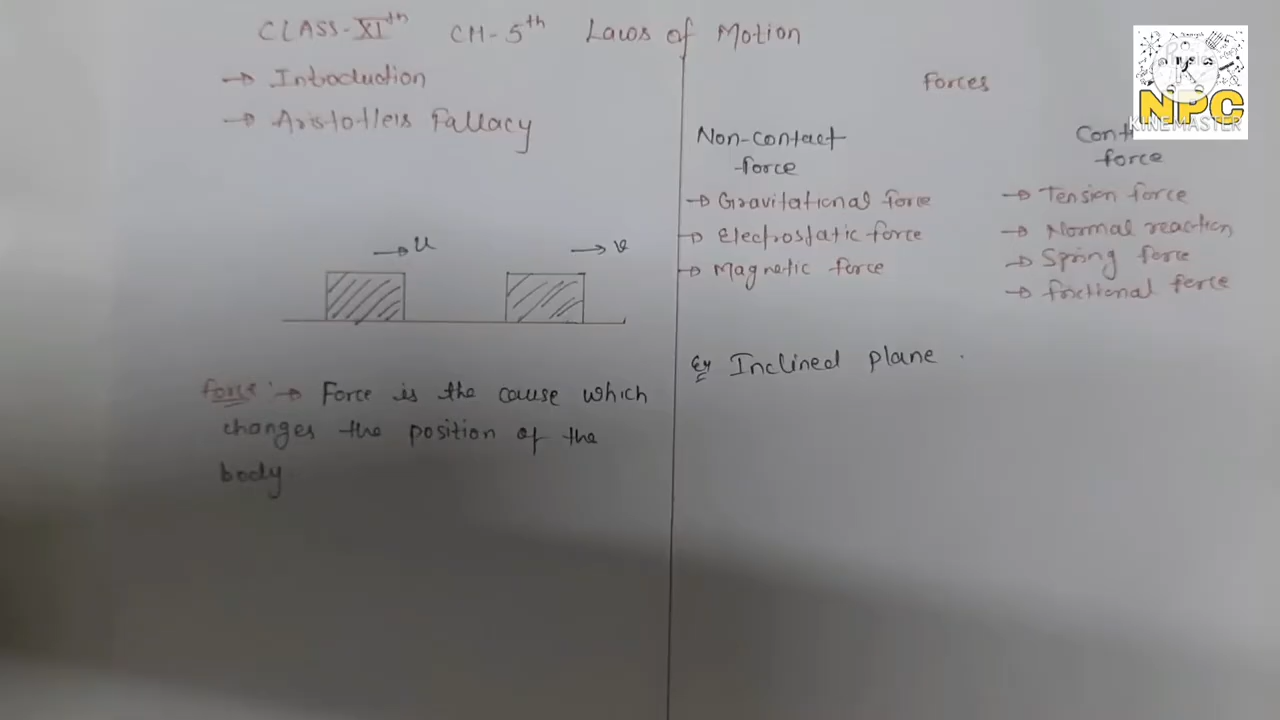 CLASS-XIth CH-5th Laws of Motion
→ Introduction
→ Aristotle's Fallacy
→ u
→ v
Force :→ Force is the cause which
changes the position of the
body
Forces
Non-contact
force
→ Gravitational force
→ Electrostatic force
→ Magnetic force
force
→ Tension force
→ Normal reaction
→ Spring force
→ frictional force
Ex Inclined plane .
Physics
NPC
KINEMASTER